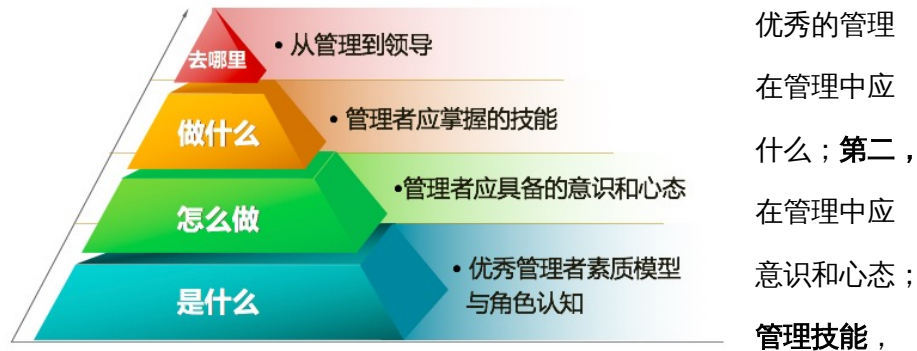 去哪里
• 从管理到领导
做什么
• 管理者应掌握的技能
怎么做
•管理者应具备的意识和心态
是什么
• 优秀管理者素质模型
与角色认知
优秀的管理
在管理中应
什么；第二，
在管理中应
意识和心态；
管理技能，